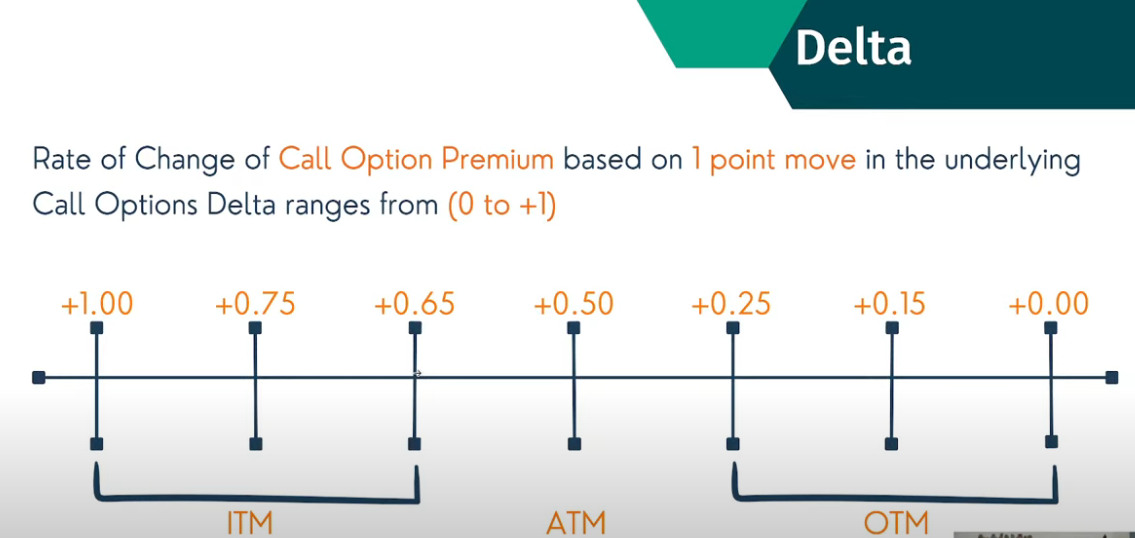 Delta
Rate of Change of Call Option Premium based on 1 point move in the underlying
Call Options Delta ranges from (0 to +1)
+1.00 +0.75 +0.65 +0.50 +0.25 +0.15 +0.00
ITM ATM OTM